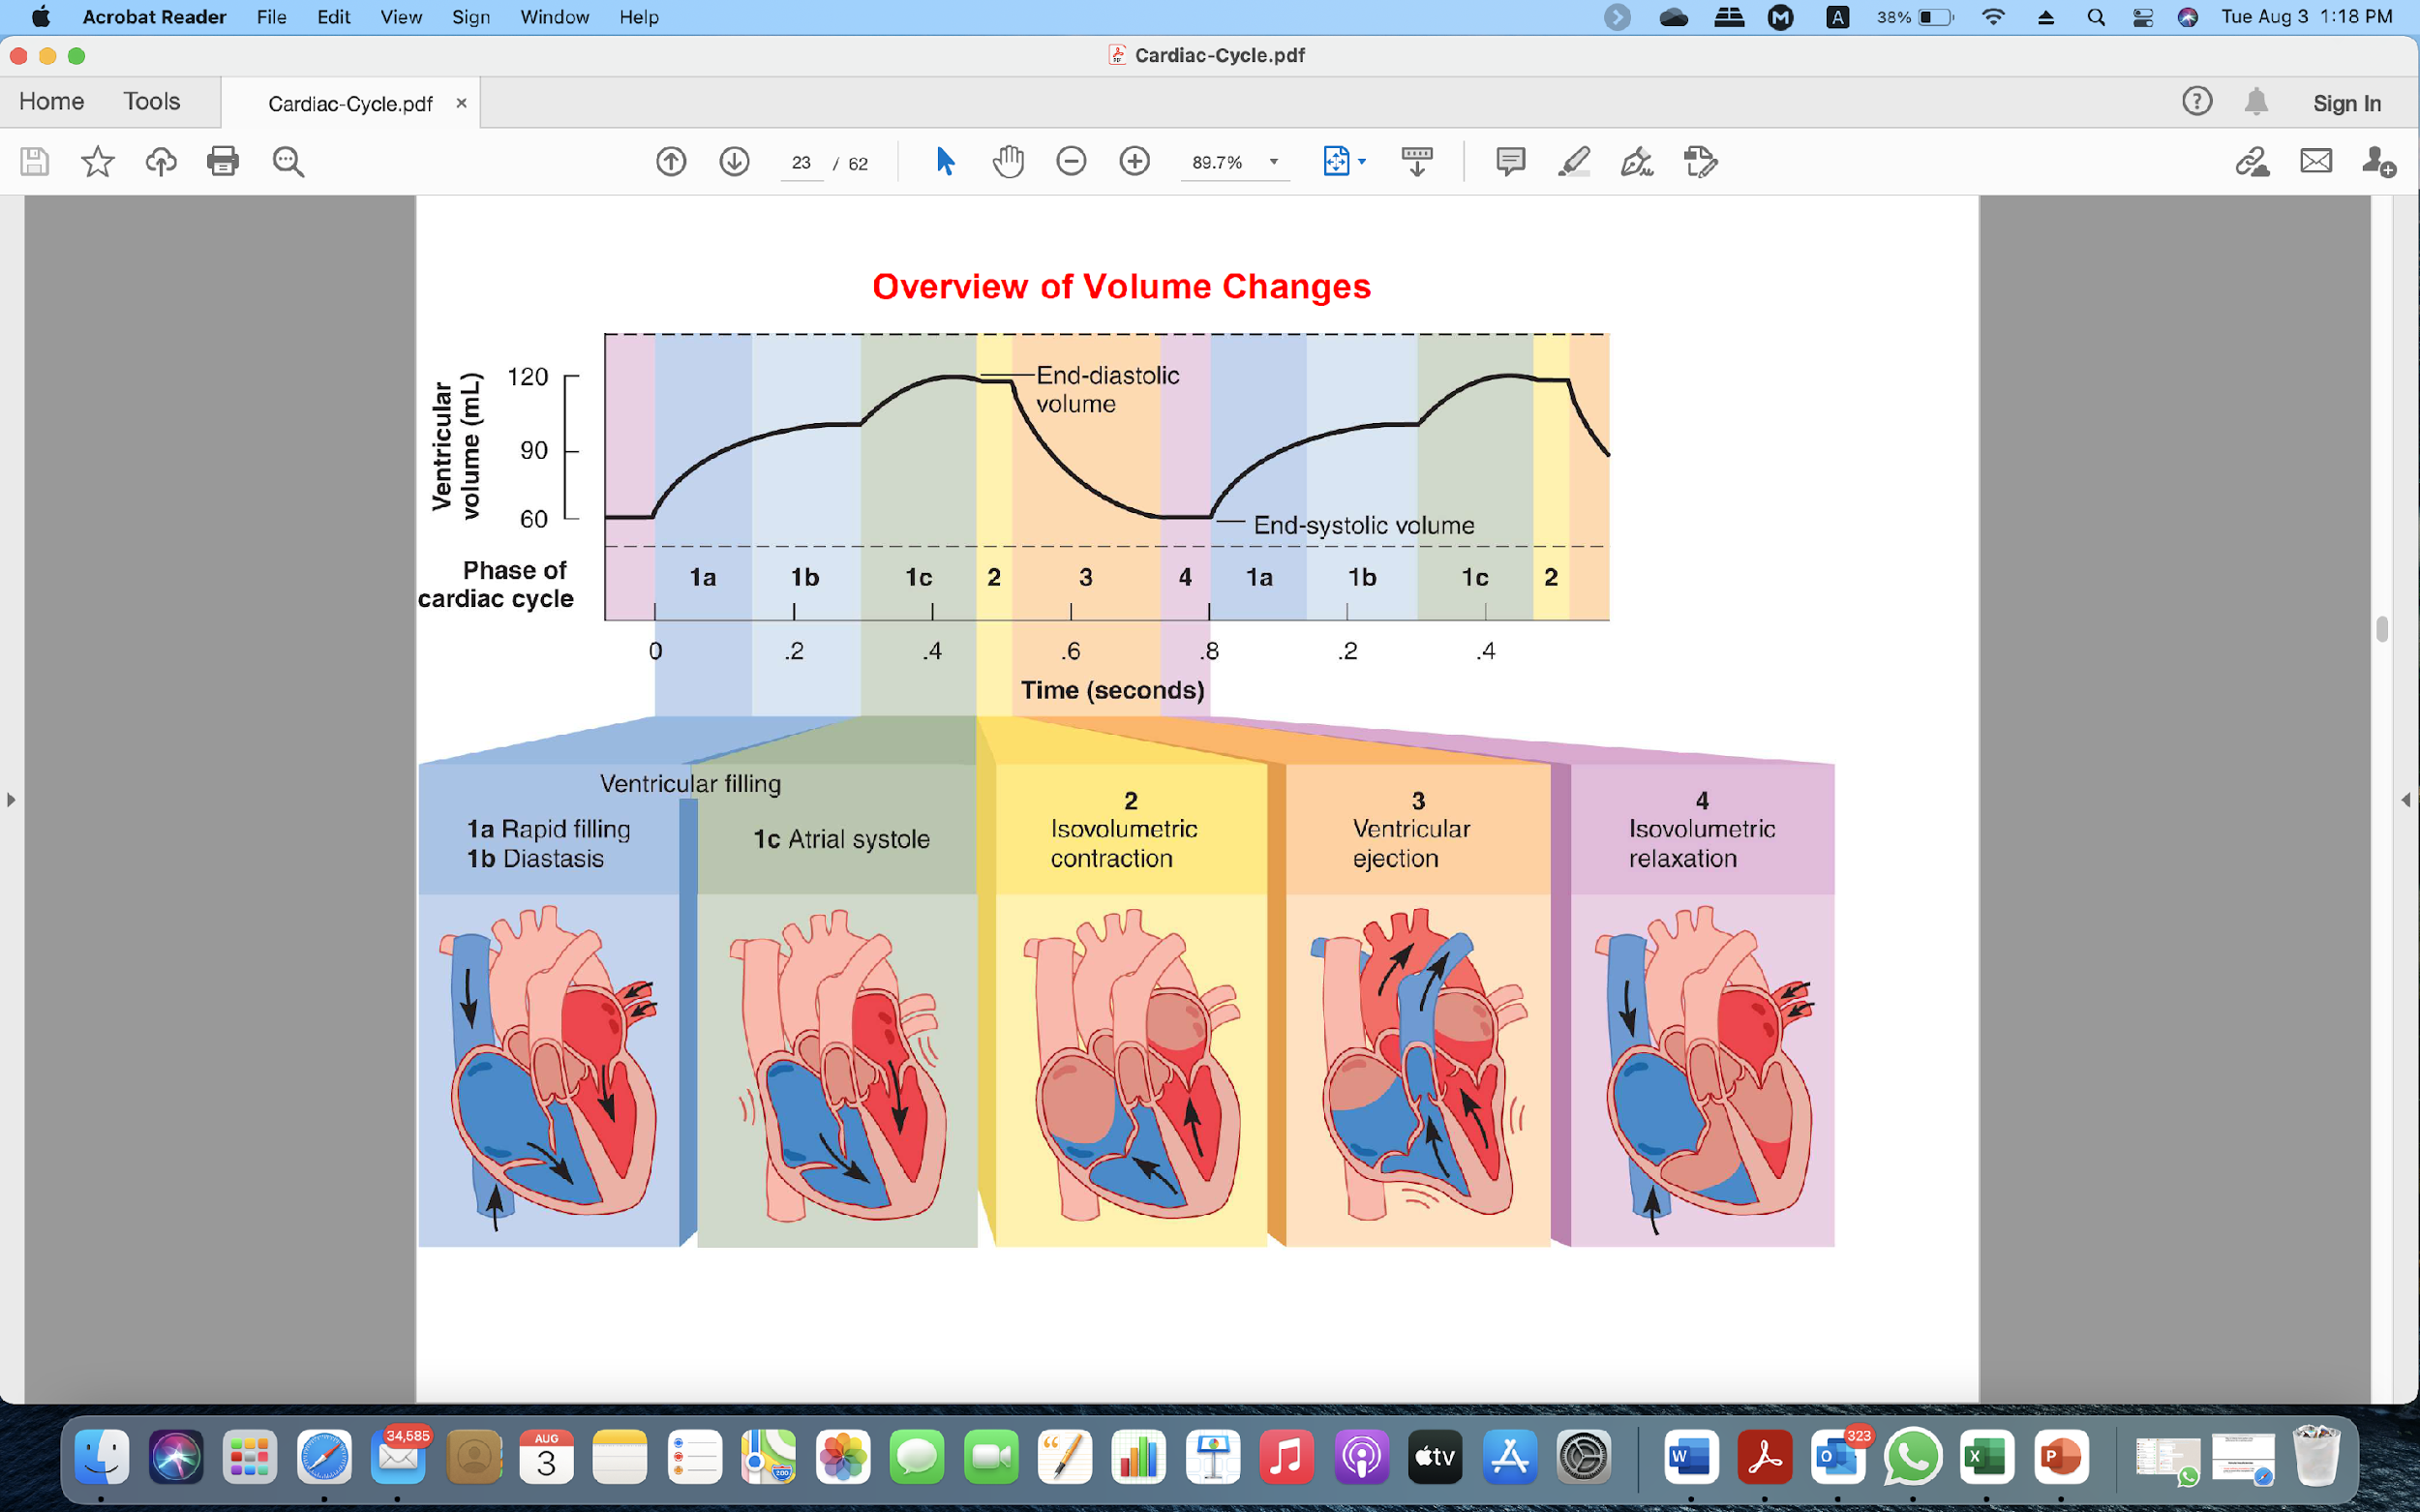 Acrobat Reader File Edit View Sign Window Help
38%
Tue Aug 3 1:18 PM
Cardiac-Cycle.pdf
Home Tools Cardiac-Cycle.pdf × Sign In
23 / 62 89.7%
Overview of Volume Changes
Ventricular
volume (mL)
120
90
60
End-diastolic
volume
End-systolic volume
Phase of
cardiac cycle
1a 1b 1c 2 3 4 1a 1b 1c 2
0 .2 .4 .6 .8 .2 .4
Time (seconds)
Ventricular filling
1a Rapid filling
1b Diastasis
1c Atrial systole
2
Isovolumetric
contraction
3
Ventricular
ejection
4
Isovolumetric
relaxation
34,585
AUG
3
280
tv
W
323
O
X
P